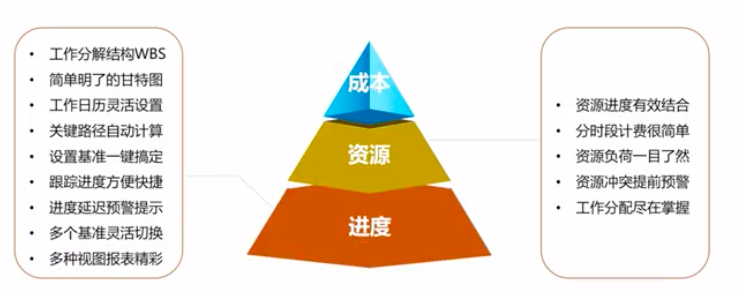 • 工作分解结构WBS
• 简单明了的甘特图
• 工作日历灵活设置
• 关键路径自动计算
• 设置基准一键搞定
• 跟踪进度方便快捷
• 进度延迟预警提示
• 多个基准灵活切换
• 多种视图报表精彩
成本
资源
进度
• 资源进度有效结合
• 分时段计费很简单
• 资源负荷一目了然
• 资源冲突提前预警
• 工作分配尽在掌握